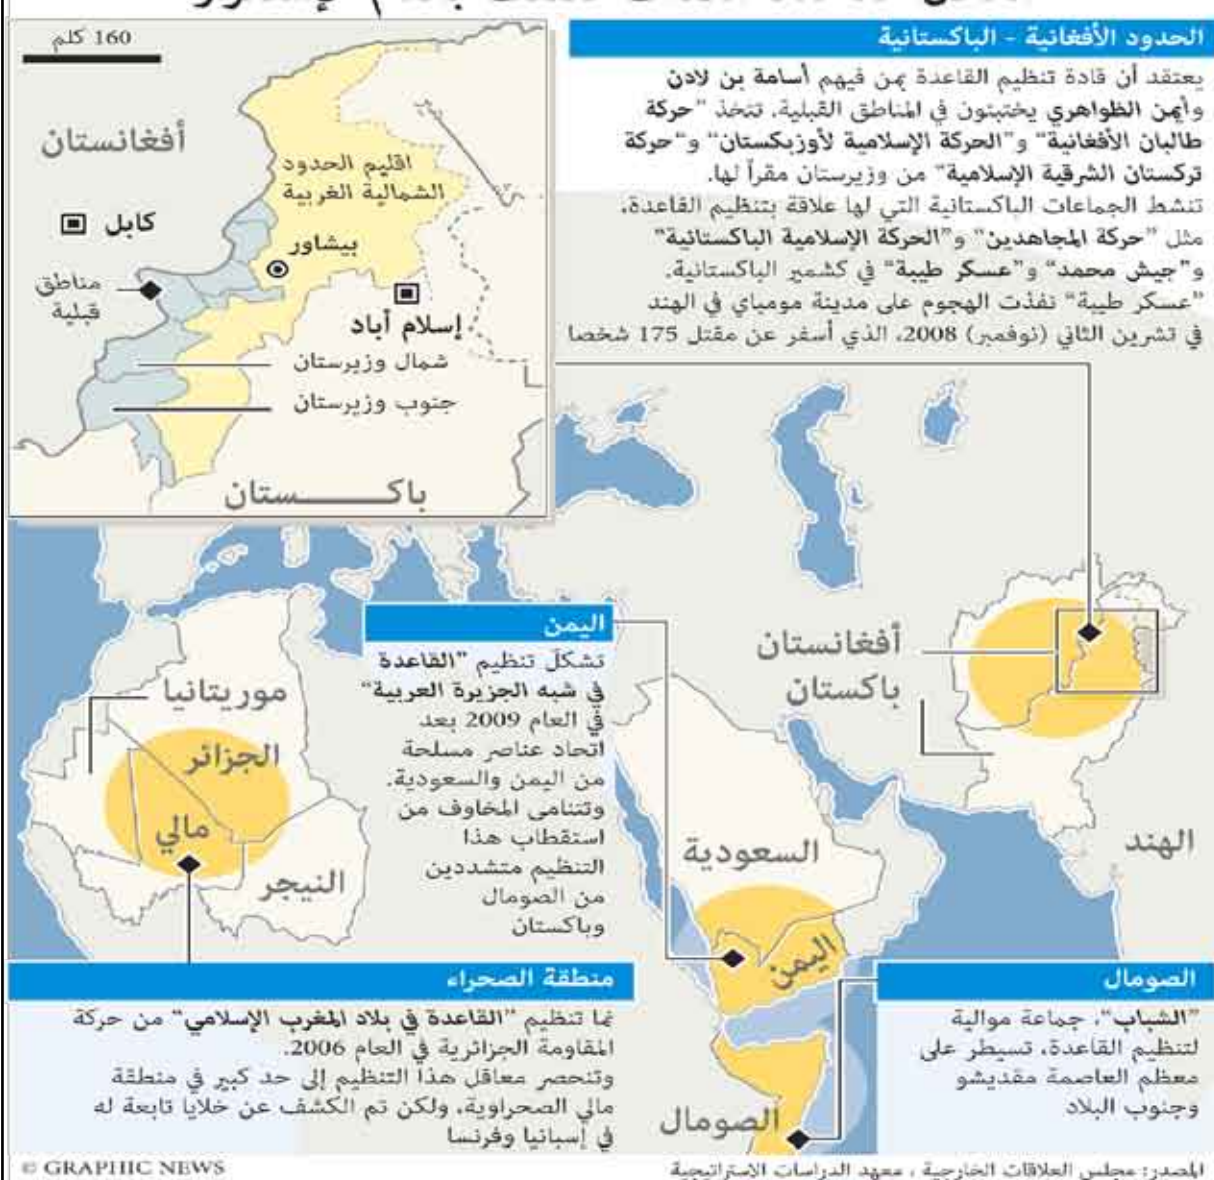 الحدود الأفغانية - الباكستانية
يعتقد أن قادة تنظيم القاعدة بمن فيهم أسامة بن لادن
وأيمن الظواهري يختبئون في المناطق القبلية. تتخذ "حركة
طالبان الأفغانية" و"الحركة الإسلامية لأوزبكستان" و"حركة
تركستان الشرقية الإسلامية" من وزيرستان مقراً لها.
تنشط الجماعات الباكستانية التي لها علاقة بتنظيم القاعدة،
مثل "حركة المجاهدين" و"الحركة الإسلامية الباكستانية"
و"جيش محمد" و"عسكر طيبة" في كشمير الباكستانية.
"عسكر طيبة" نفذت الهجوم على مدينة مومباي في الهند
في تشرين الثاني (نوفمبر) 2008، الذي أسفر عن مقتل 175 شخصا
160 كلم
أفغانستان
اقليم الحدود
الشمالية الغربية
كابل
بيشاور
مناطق
قبلية
إسلام آباد
شمال وزيرستان
جنوب وزيرستان
باكـــــــستان
أفغانستان
باكستان
الهند
اليمن
تشكلّ تنظيم "القاعدة
في شبه الجزيرة العربية"
في العام 2009 بعد
اتحاد عناصر مسلحة
من اليمن والسعودية.
وتتنامى المخاوف من
استقطاب هذا
التنظيم متشددين
من الصومال
وباكستان
موريتانيا
الجزائر
مالي
النيجر
السعودية
اليمن
الصومال
الصومال
"الشباب"، جماعة موالية
لتنظيم القاعدة، تسيطر على
معظم العاصمة مقديشو
وجنوب البلاد
منطقة الصحراء
نما تنظيم "القاعدة في بلاد المغرب الإسلامي" من حركة
المقاومة الجزائرية في العام 2006.
وتنحصر معاقل هذا التنظيم إلى حد كبير في منطقة
مالي الصحراوية، ولكن تم الكشف عن خلايا تابعة له
في إسبانيا وفرنسا
المصدر: مجلس العلاقات الخارجية ، معهد الدراسات الاستراتيجية
© GRAPHIC NEWS